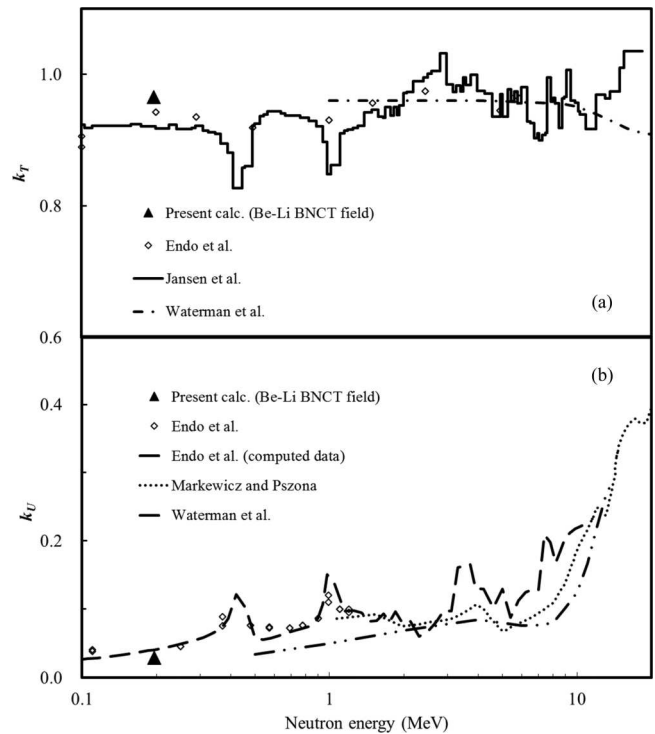 1.0
0.8
0.6
k_T
Present calc. (Be-Li BNCT field)
Endo et al.
Jansen et al.
Waterman et al.
(a)
(b)
Present calc. (Be-Li BNCT field)
Endo et al.
Endo et al. (computed data)
Markewicz and Pszona
Waterman et al.
0.4
0.2
0.0
k_U
0.1 1 10
Neutron energy (MeV)